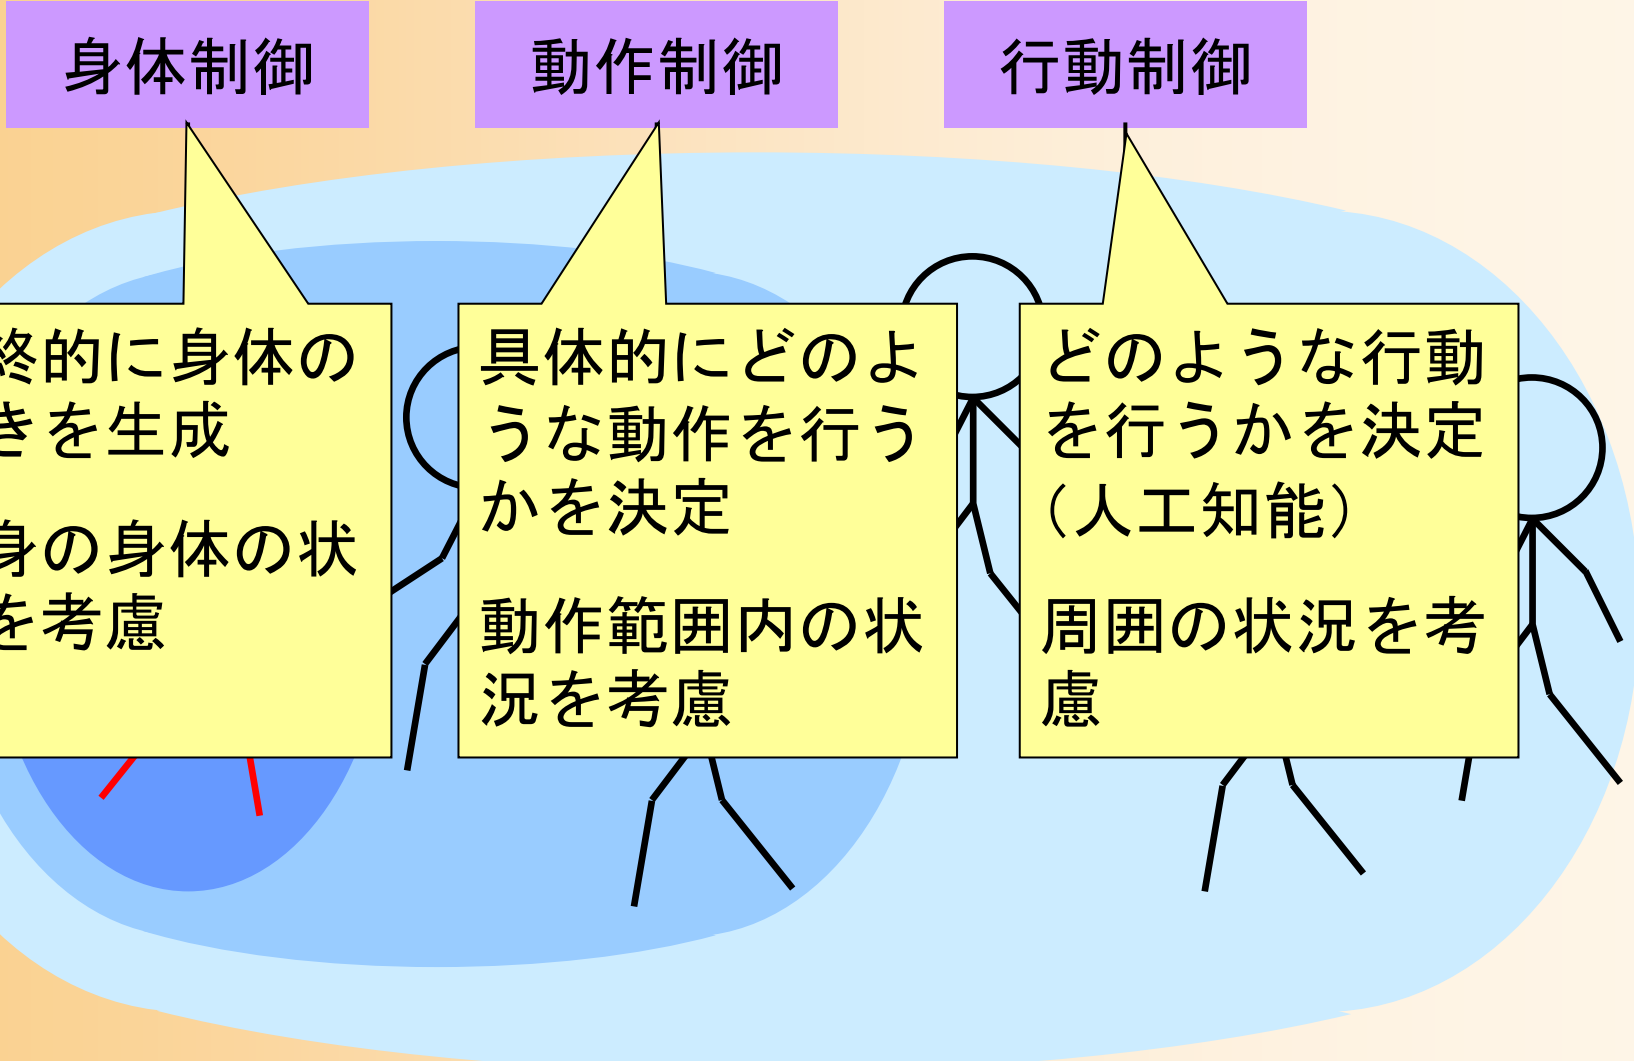 身体制御
動作制御
行動制御
終的に身体の
きを生成
身の身体の状
を考慮
具体的にどのよ
うな動作を行う
かを決定
動作範囲内の状
況を考慮
どのような行動
を行うかを決定
（人工知能）
周囲の状況を考
慮